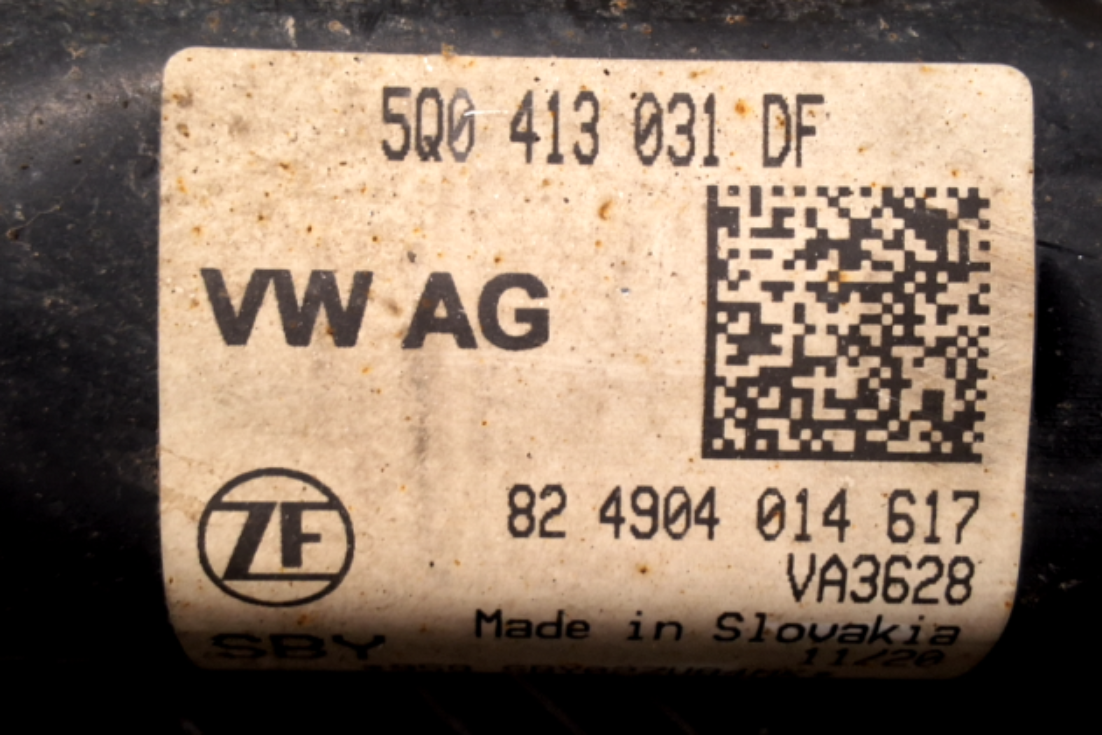 5Q0 413 031 DF
VW AG
82 4904 014 617
ZF
VA3628
Made in Slovakia
SBY
11/20